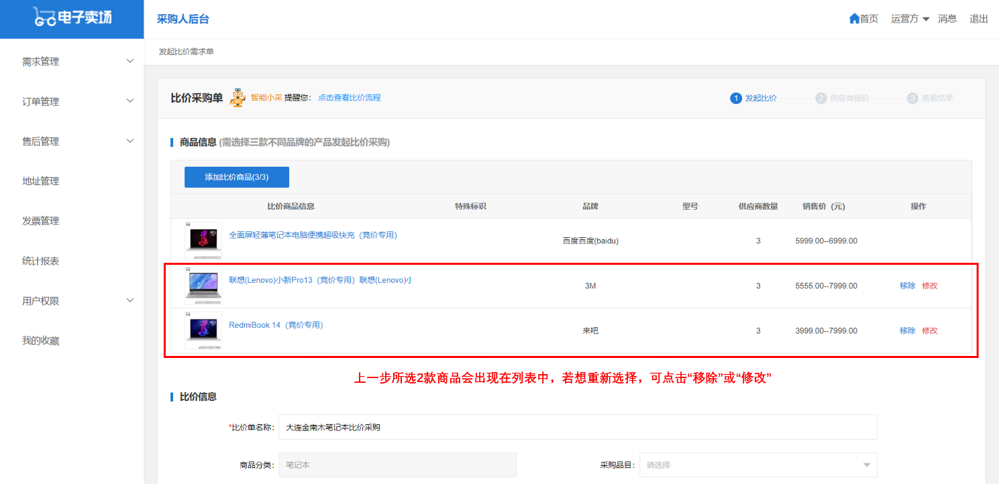 电子卖场
采购人后台
首页 运营方 消息 退出
发起比价需求单
需求管理
订单管理
售后管理
地址管理
发票管理
统计报表
用户权限
我的收藏
比价采购单 智能小采 提醒您: 点击查看比价流程 1 发起比价 2 供应商报价 3 查看结果
商品信息 (需选择三款不同品牌的产品发起比价采购)
添加比价商品(3/3)
比价商品信息 特殊标识 品牌 型号 供应商数量 销售价（元） 操作
全面屏轻薄笔记本电脑便携超级快充（竞价专用） 百度百度(baidu) 3 5999.00--6999.00
联想(Lenovo)小新Pro13（竞价专用）联想(Lenovo)小 3M 3 5555.00--7999.00 移除 修改
RedmiBook 14（竞价专用） 来吧 3 3999.00--7999.00 移除 修改
上一步所选2款商品会出现在列表中，若想重新选择，可点击“移除”或“修改”
比价信息
*比价单名称: 大连金南木笔记本比价采购
商品分类: 笔记本 采购品目: 请选择